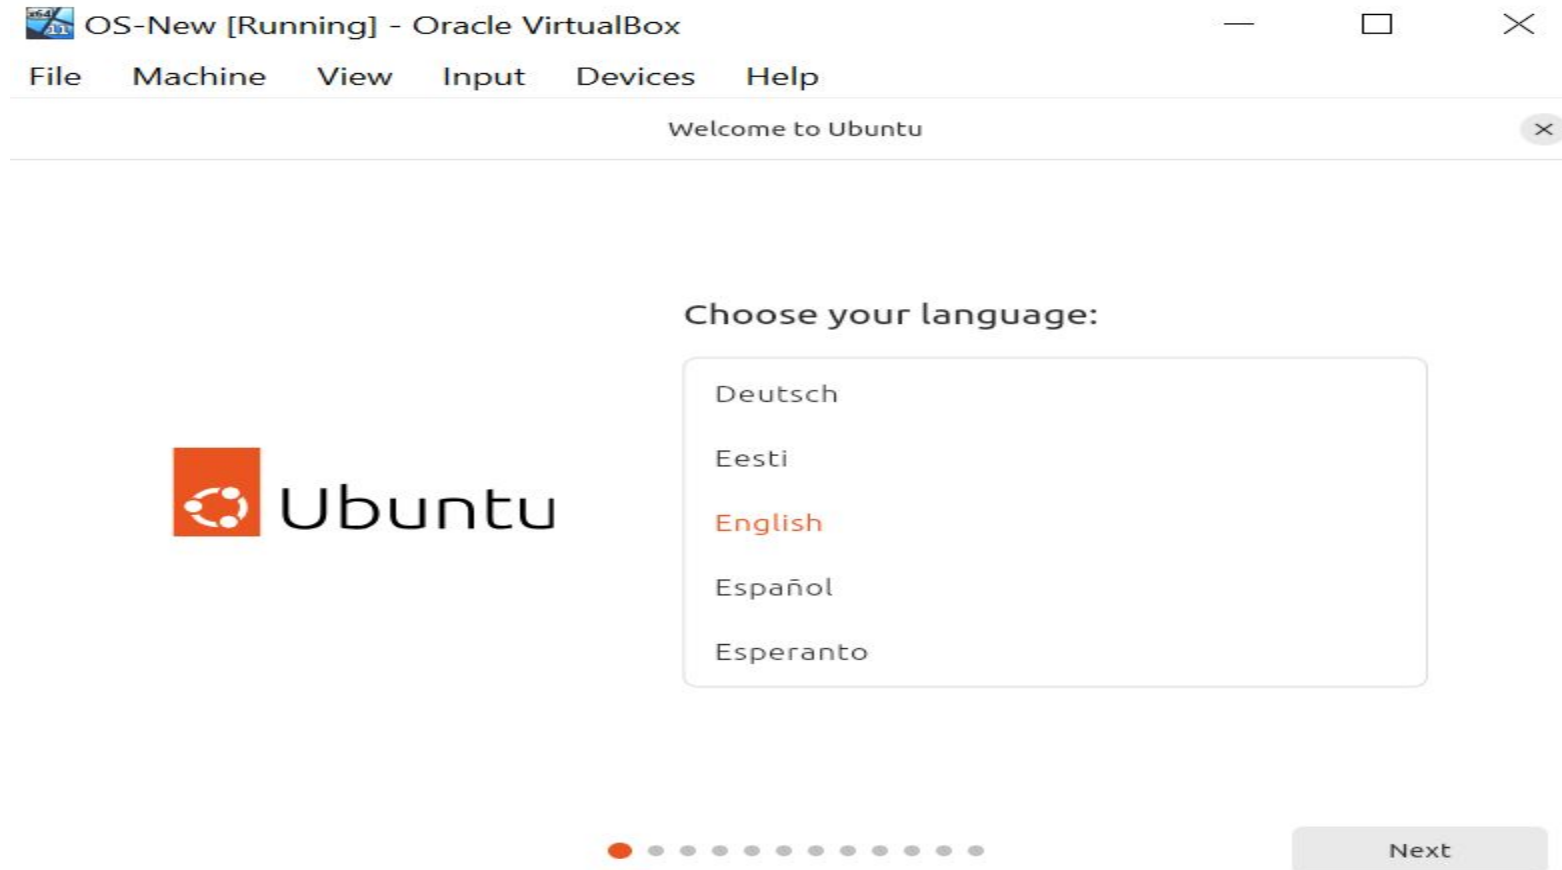 OS-New [Running] - Oracle VirtualBox
File Machine View Input Devices Help
Welcome to Ubuntu
Choose your language:
Deutsch
Eesti
English
Español
Esperanto
Ubuntu
Next